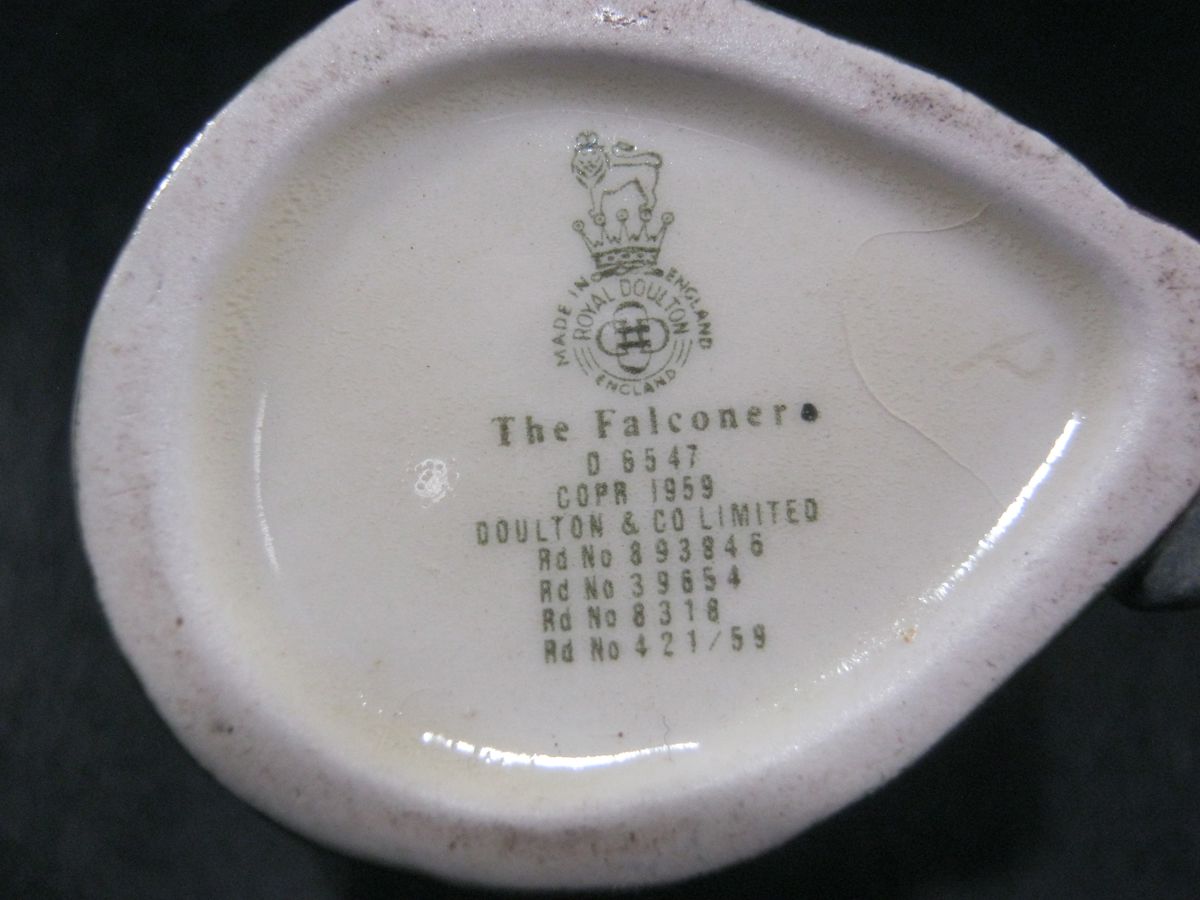 MADE IN ENGLAND
ROYAL DOULTON
ENGLAND
The Falconer
D 6547
COPR 1959
DOULTON & CO LIMITED
Rd No 893846
Rd No 39654
Rd No 8318
Rd No 421/59